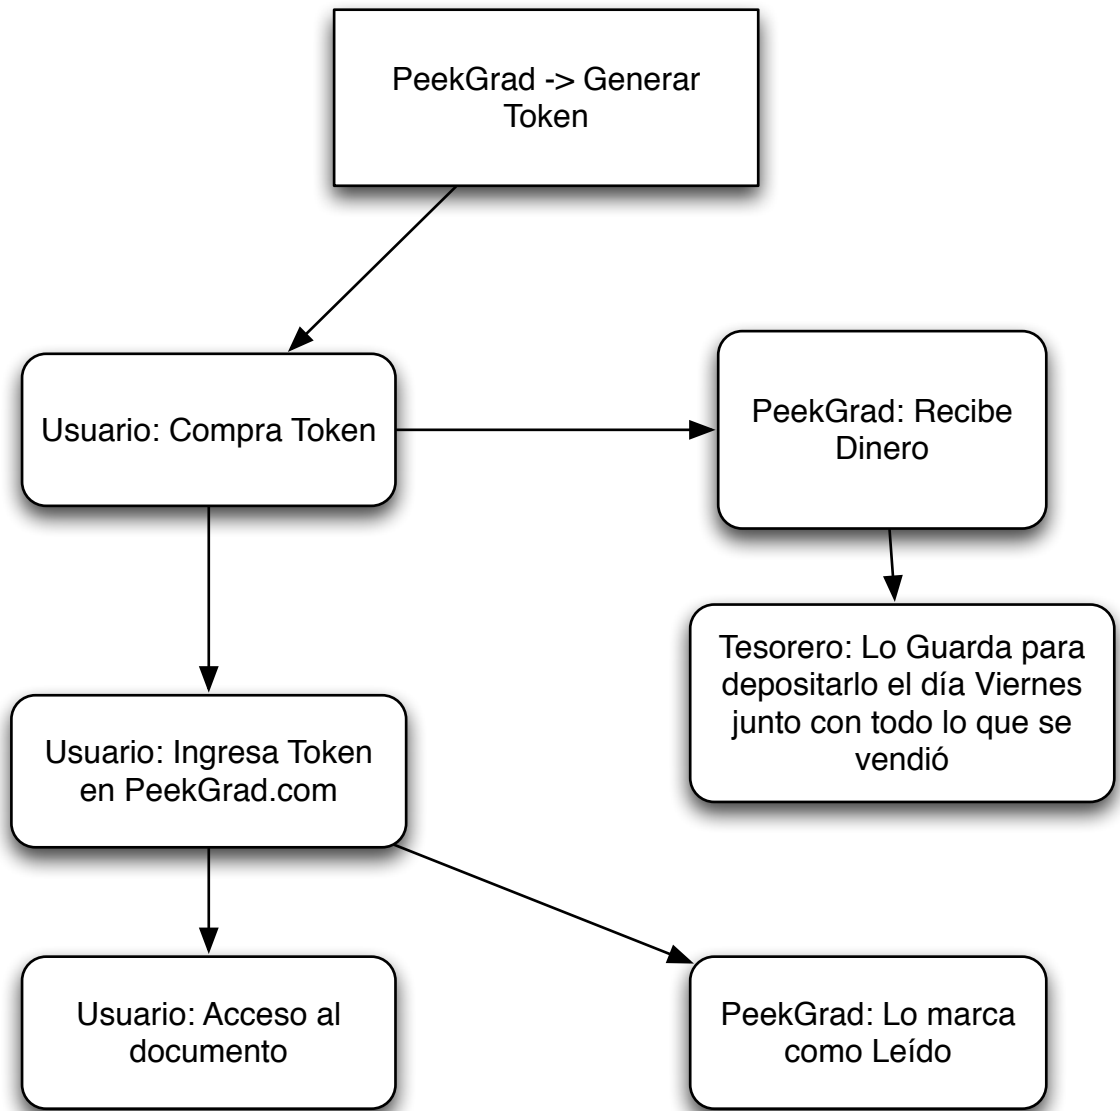 PeekGrad -> Generar
Token
Usuario: Compra Token
PeekGrad: Recibe
Dinero
Tesorero: Lo Guarda para
depositarlo el día Viernes
junto con todo lo que se
vendió
Usuario: Ingresa Token
en PeekGrad.com
Usuario: Acceso al
documento
PeekGrad: Lo marca
como Leído